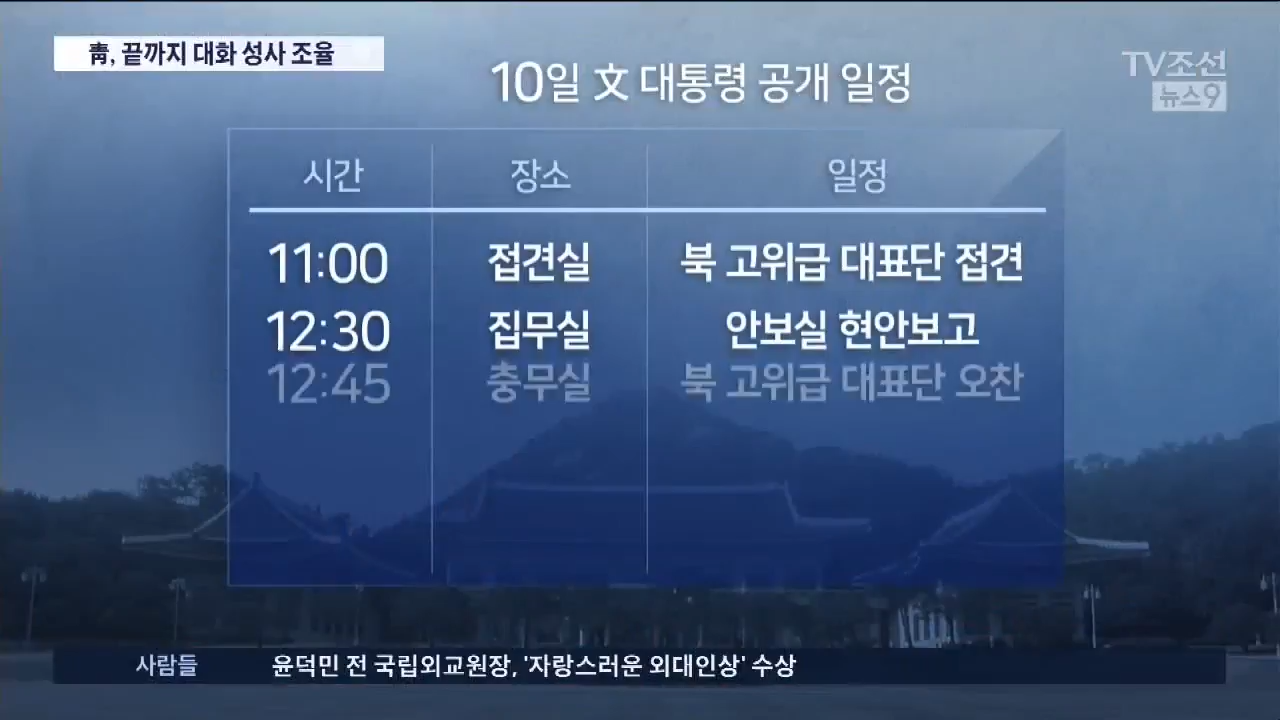 靑, 끝까지 대화 성사 조율
TV조선
뉴스9
10일 文 대통령 공개 일정
시간 장소 일정
11:00 접견실 북 고위급 대표단 접견
12:30 집무실 안보실 현안보고
12:45 충무실 북 고위급 대표단 오찬
사람들 윤덕민 전 국립외교원장, '자랑스러운 외대인상' 수상